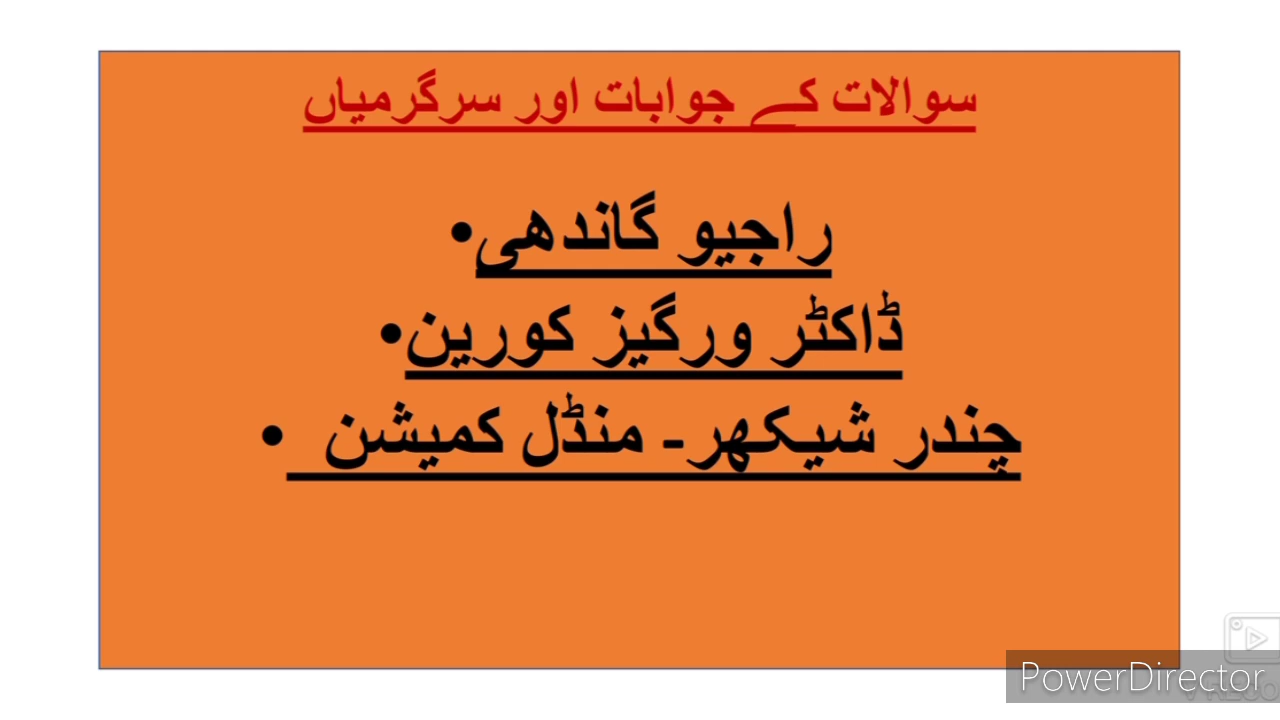 سوالات کے جوابات اور سرگرمیاں
راجیو گاندھی•
ڈاکٹر ورگیز کورین•
چندر شیکھر- منڈل کمیشن •
PowerDirector